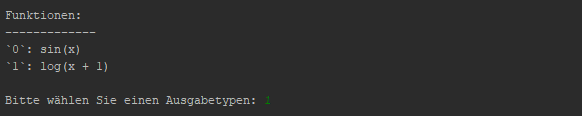 Funktionen:
-------------
`0`: sin(x)
`1`: log(x + 1)
Bitte wählen Sie einen Ausgabetypen: 1